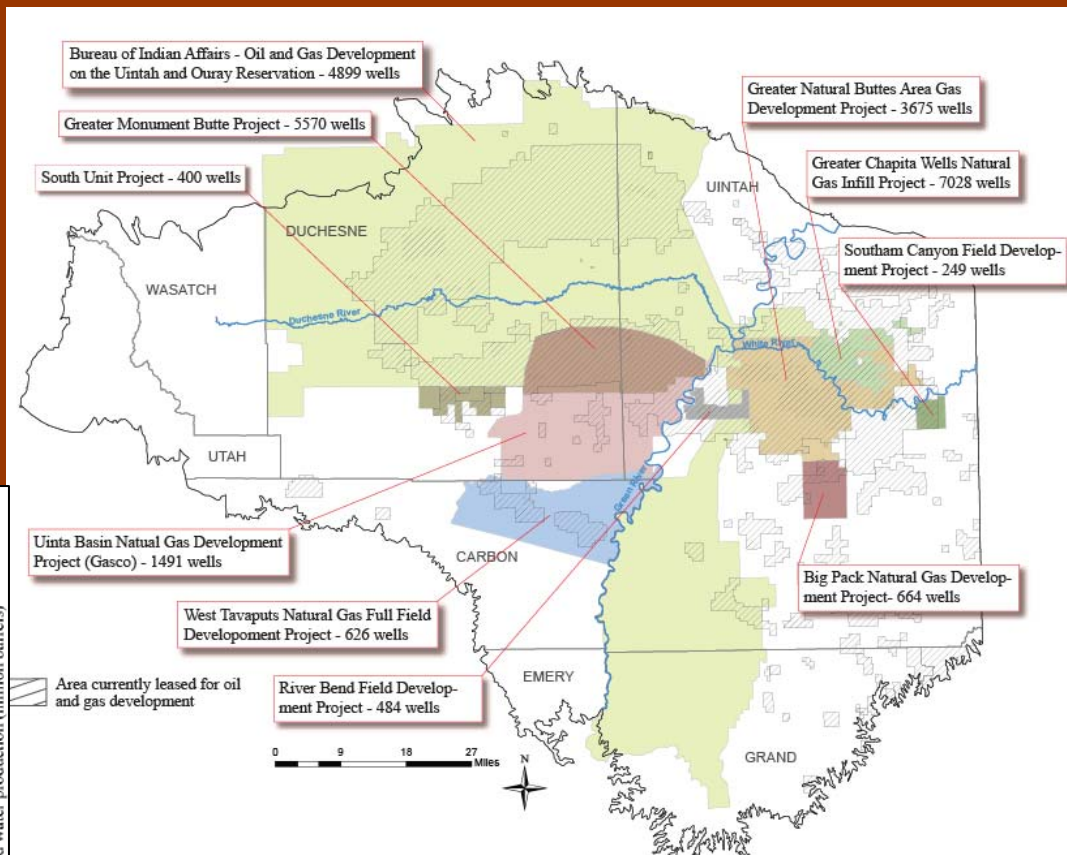 Bureau of Indian Affairs - Oil and Gas Development
on the Uintah and Ouray Reservation - 4899 wells
Greater Monument Butte Project - 5570 wells
South Unit Project - 400 wells
Greater Natural Buttes Area Gas
Development Project - 3675 wells
Greater Chapita Wells Natural
Gas Infill Project - 7028 wells
Southam Canyon Field Develop-
ment Project - 249 wells
UINTAH
DUCHESNE
WASATCH
Duchesne River
White River
UTAH
Green River
CARBON
Uinta Basin Natual Gas Development
Project (Gasco) - 1491 wells
West Tavaputs Natural Gas Full Field
Developoment Project - 626 wells
Big Pack Natural Gas Develop-
ment Project- 664 wells
River Bend Field Develop-
ment Project - 484 wells
EMERY
GRAND
Area currently leased for oil
and gas development
0 9 18 27
Miles
N
water production (million barrels)